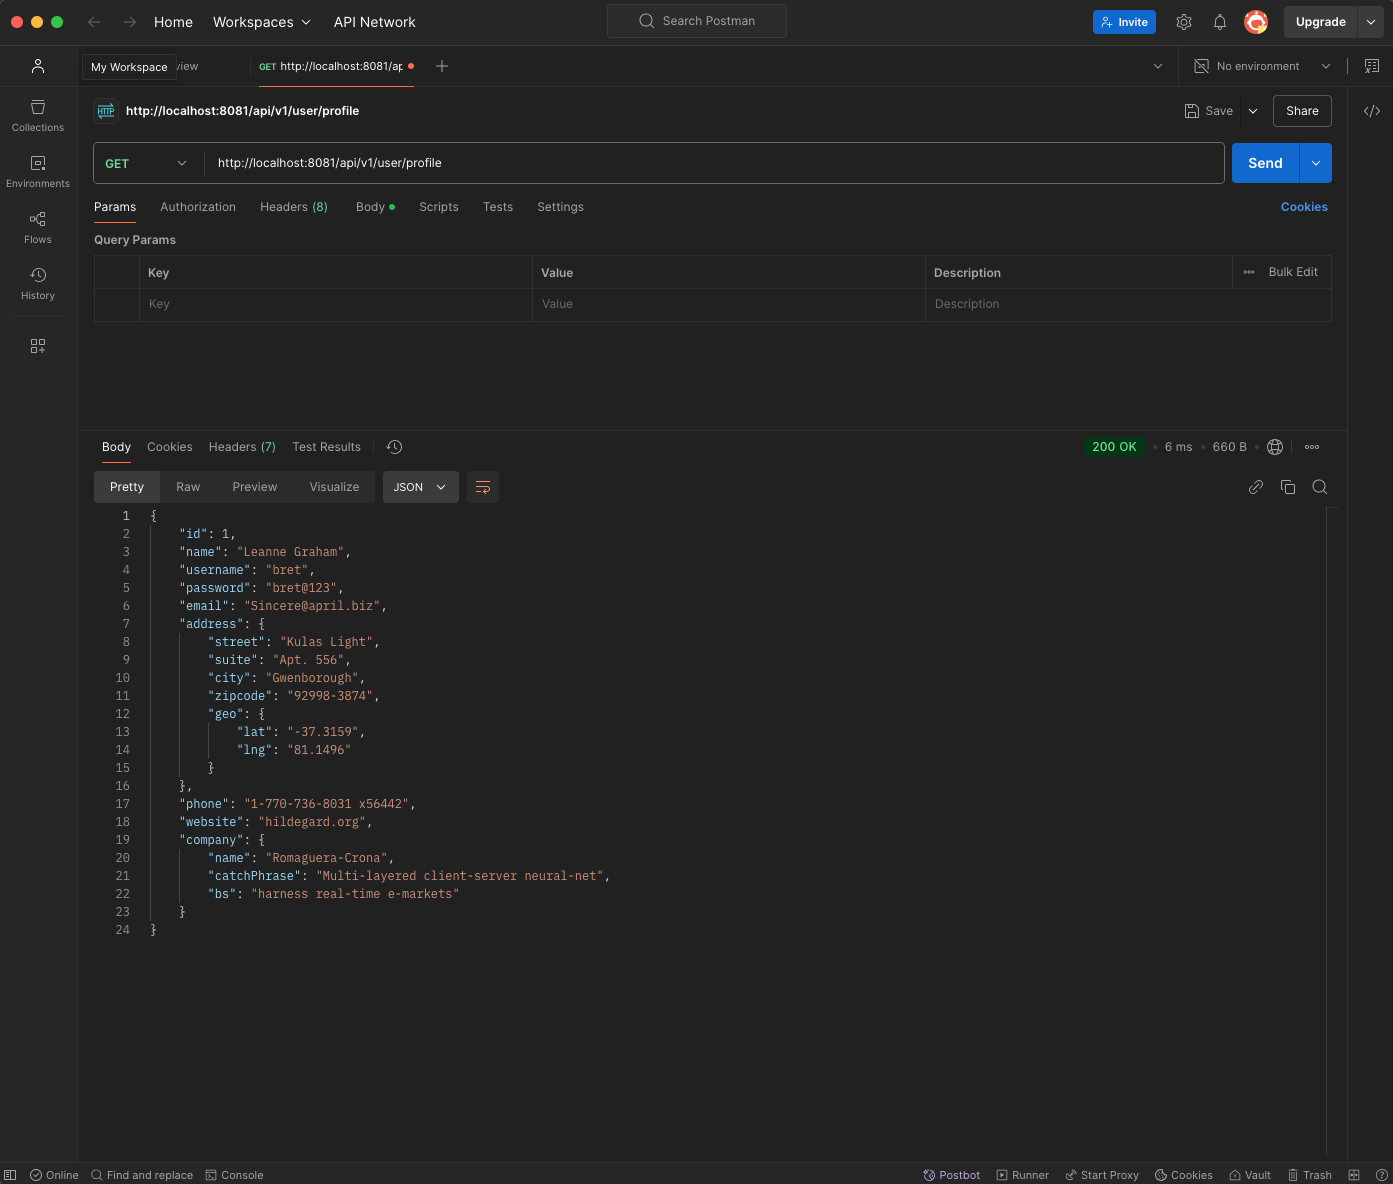 Home Workspaces API Network Search Postman Invite Upgrade
My Workspace view GET http://localhost:8081/ap No environment
http://localhost:8081/api/v1/user/profile Save Share
Collections
Environments
Flows
History
GET http://localhost:8081/api/v1/user/profile Send
Params Authorization Headers (8) Body Scripts Tests Settings Cookies
Query Params
Key Value Description Bulk Edit
Key Value Description
Body Cookies Headers (7) Test Results 200 OK 6 ms 660 B
Pretty Raw Preview Visualize JSON
1 {
2 "id": 1,
3 "name": "Leanne Graham",
4 "username": "bret",
5 "password": "bret@123",
6 "email": "Sincere@april.biz",
7 "address": {
8 "street": "Kulas Light",
9 "suite": "Apt. 556",
10 "city": "Gwenborough",
11 "zipcode": "92998-3874",
12 "geo": {
13 "lat": "-37.3159",
14 "lng": "81.1496"
15 }
16 },
17 "phone": "1-770-736-8031 x56442",
18 "website": "hildegard.org",
19 "company": {
20 "name": "Romaguera-Crona",
21 "catchPhrase": "Multi-layered client-server neural-net",
22 "bs": "harness real-time e-markets"
23 }
24 }
Online Find and replace Console Postbot Runner Start Proxy Cookies Vault Trash